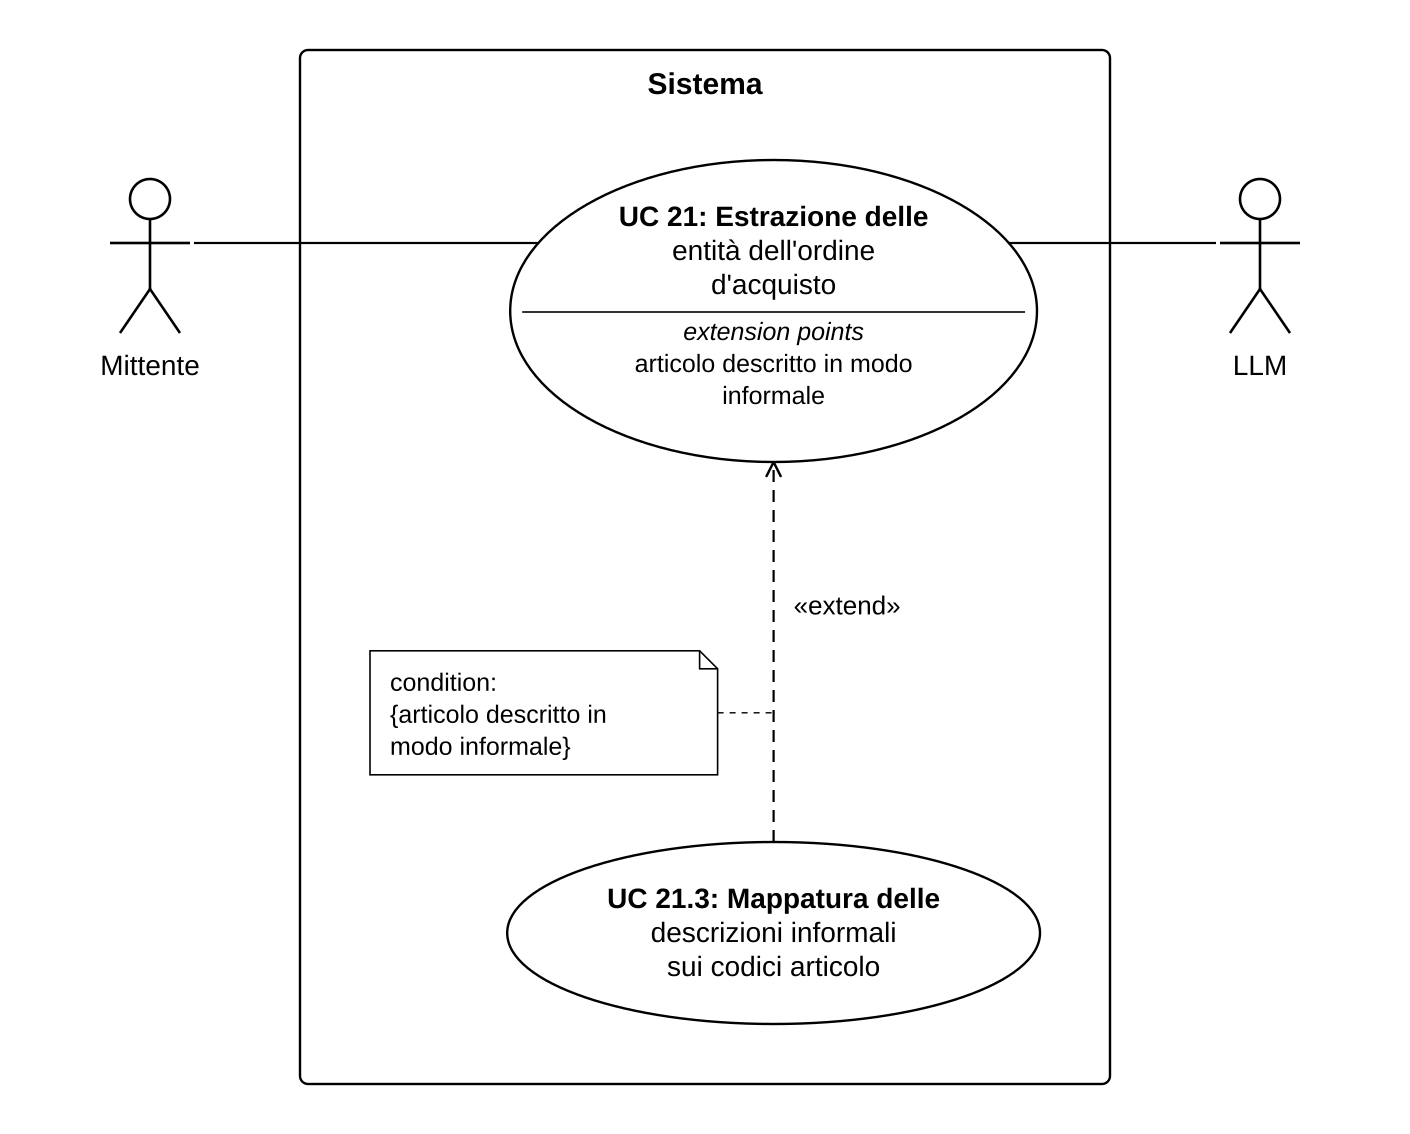 Sistema
UC 21: Estrazione delle
entità dell'ordine
d'acquisto
extension points
articolo descritto in modo
informale
Mittente
LLM
«extend»
condition:
{articolo descritto in
modo informale}
UC 21.3: Mappatura delle
descrizioni informali
sui codici articolo